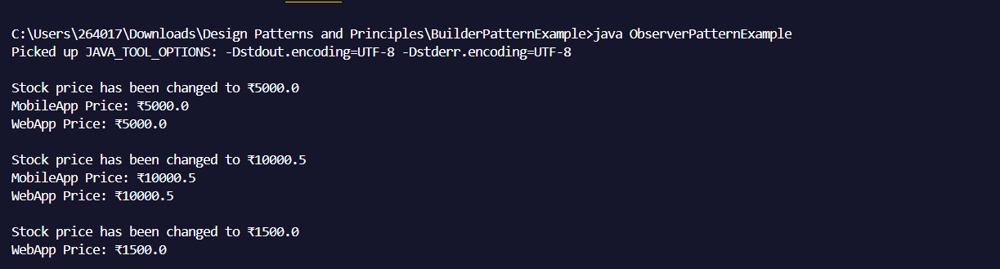 C:\Users\264017\Downloads\Design Patterns and Principles\BuilderPatternExample>java ObserverPatternExample
Picked up JAVA_TOOL_OPTIONS: -Dstdout.encoding=UTF-8 -Dstderr.encoding=UTF-8
Stock price has been changed to ₹5000.0
MobileApp Price: ₹5000.0
WebApp Price: ₹5000.0
Stock price has been changed to ₹10000.5
MobileApp Price: ₹10000.5
WebApp Price: ₹10000.5
Stock price has been changed to ₹1500.0
WebApp Price: ₹1500.0